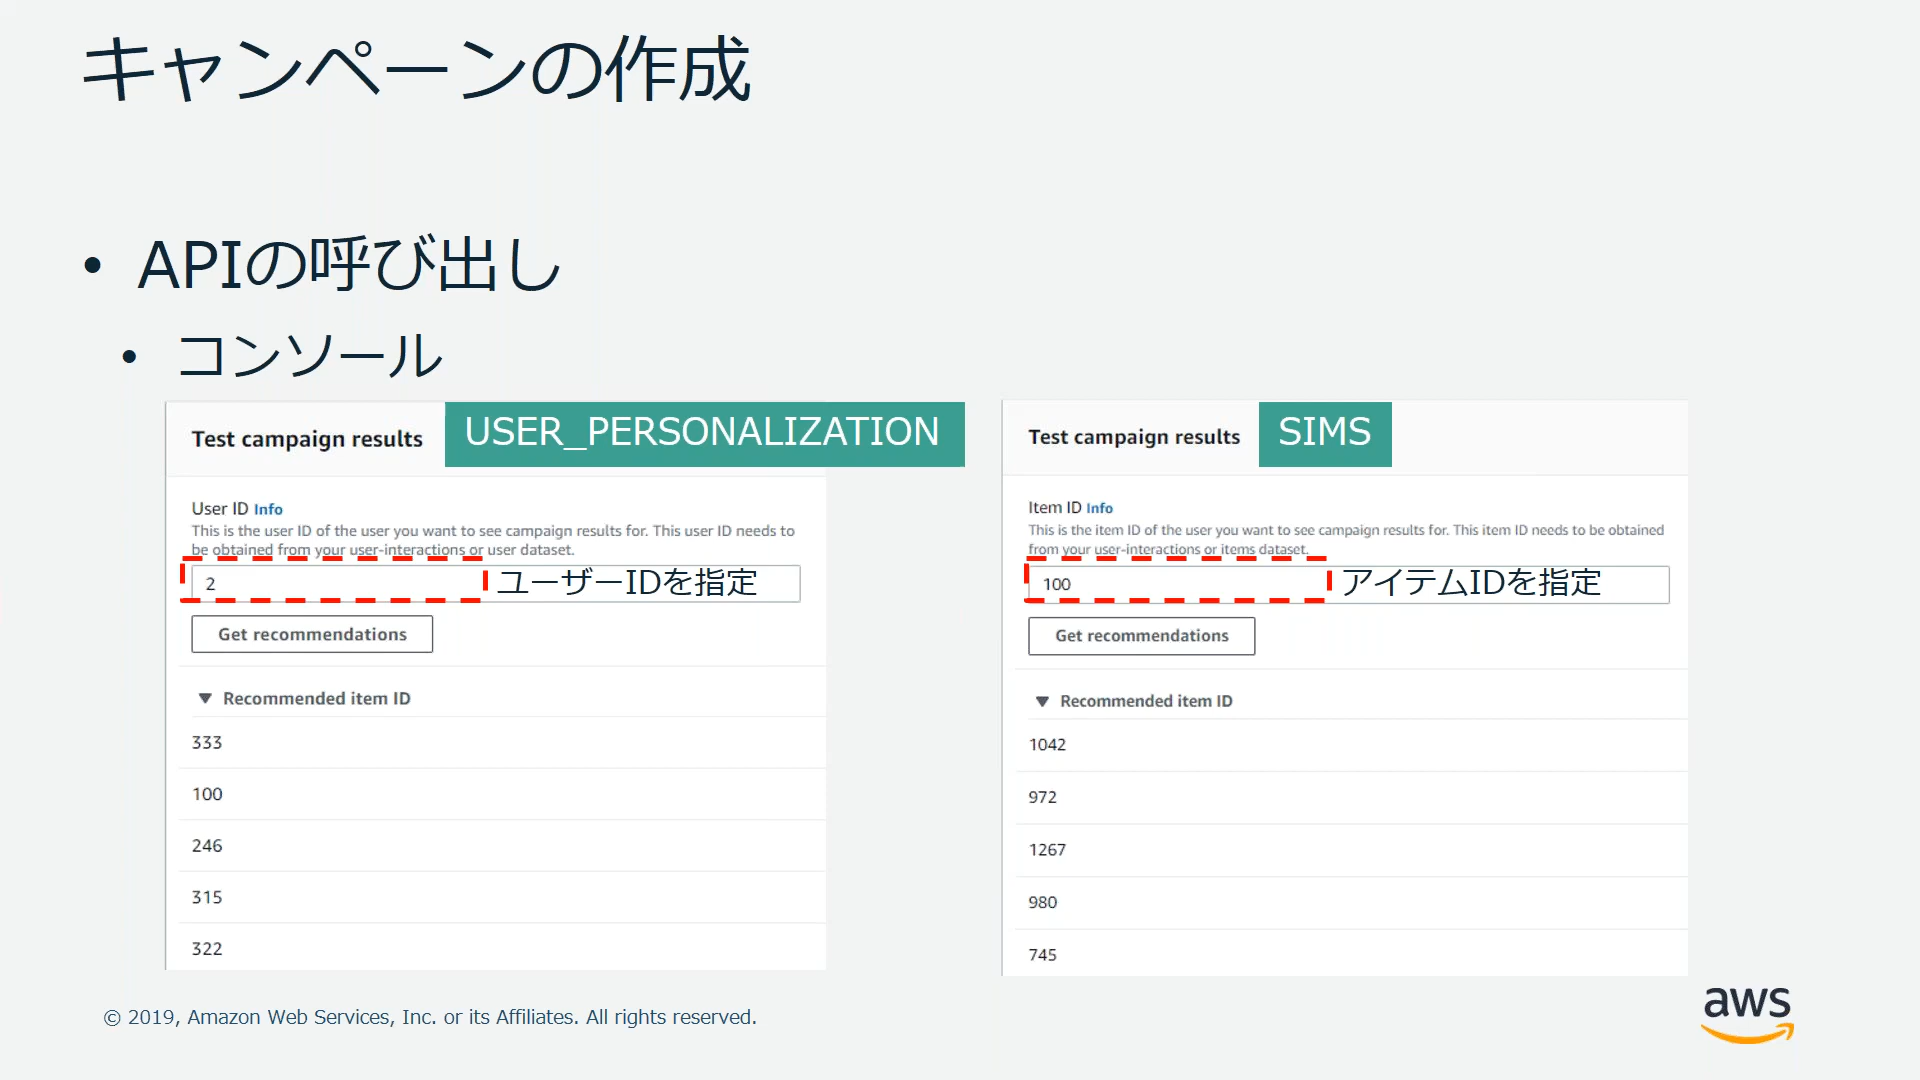 キャンペーンの作成
• APIの呼び出し
• コンソール
Test campaign results
USER_PERSONALIZATION
User ID Info
This is the user ID of the user you want to see campaign results for. This user ID needs to
be obtained from your user-interactions or user dataset.
2
ユーザーIDを指定
Get recommendations
▼ Recommended item ID
333
100
246
315
322
Test campaign results
SIMS
Item ID Info
This is the item ID of the user you want to see campaign results for. This item ID needs to be obtained
from your user-interactions or items dataset.
100
アイテムIDを指定
Get recommendations
▼ Recommended item ID
1042
972
1267
980
745
© 2019, Amazon Web Services, Inc. or its Affiliates. All rights reserved.
aws